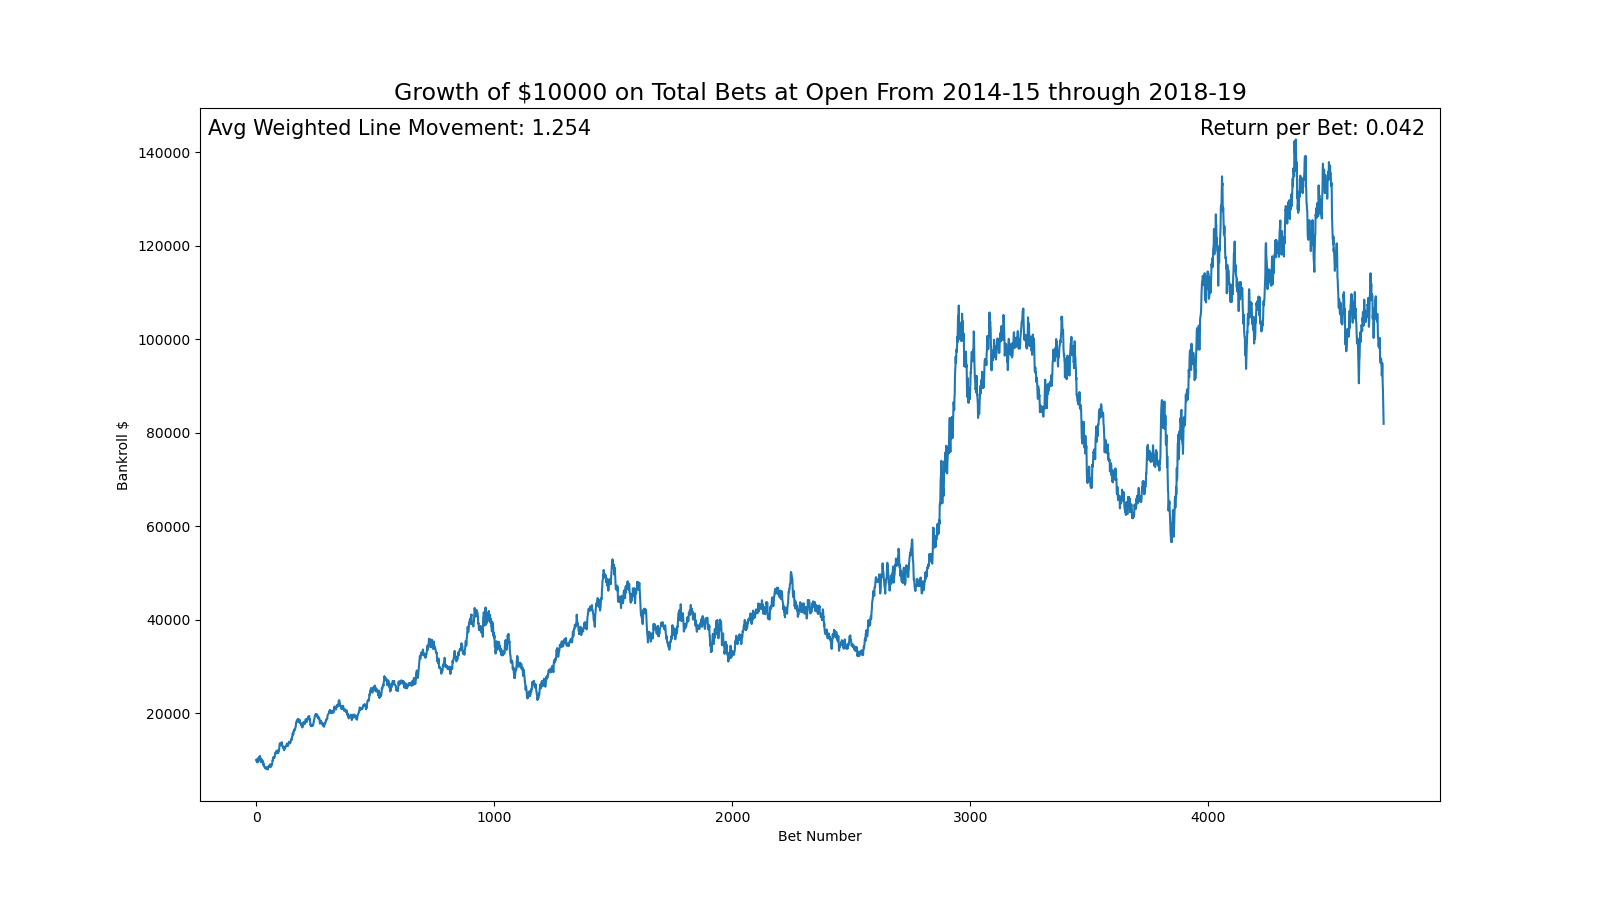 Growth of $10000 on Total Bets at Open From 2014-15 through 2018-19
Avg Weighted Line Movement: 1.254
Return per Bet: 0.042
140000
120000
100000
80000
60000
40000
20000
Bankroll $
0
1000
2000
3000
4000
Bet Number